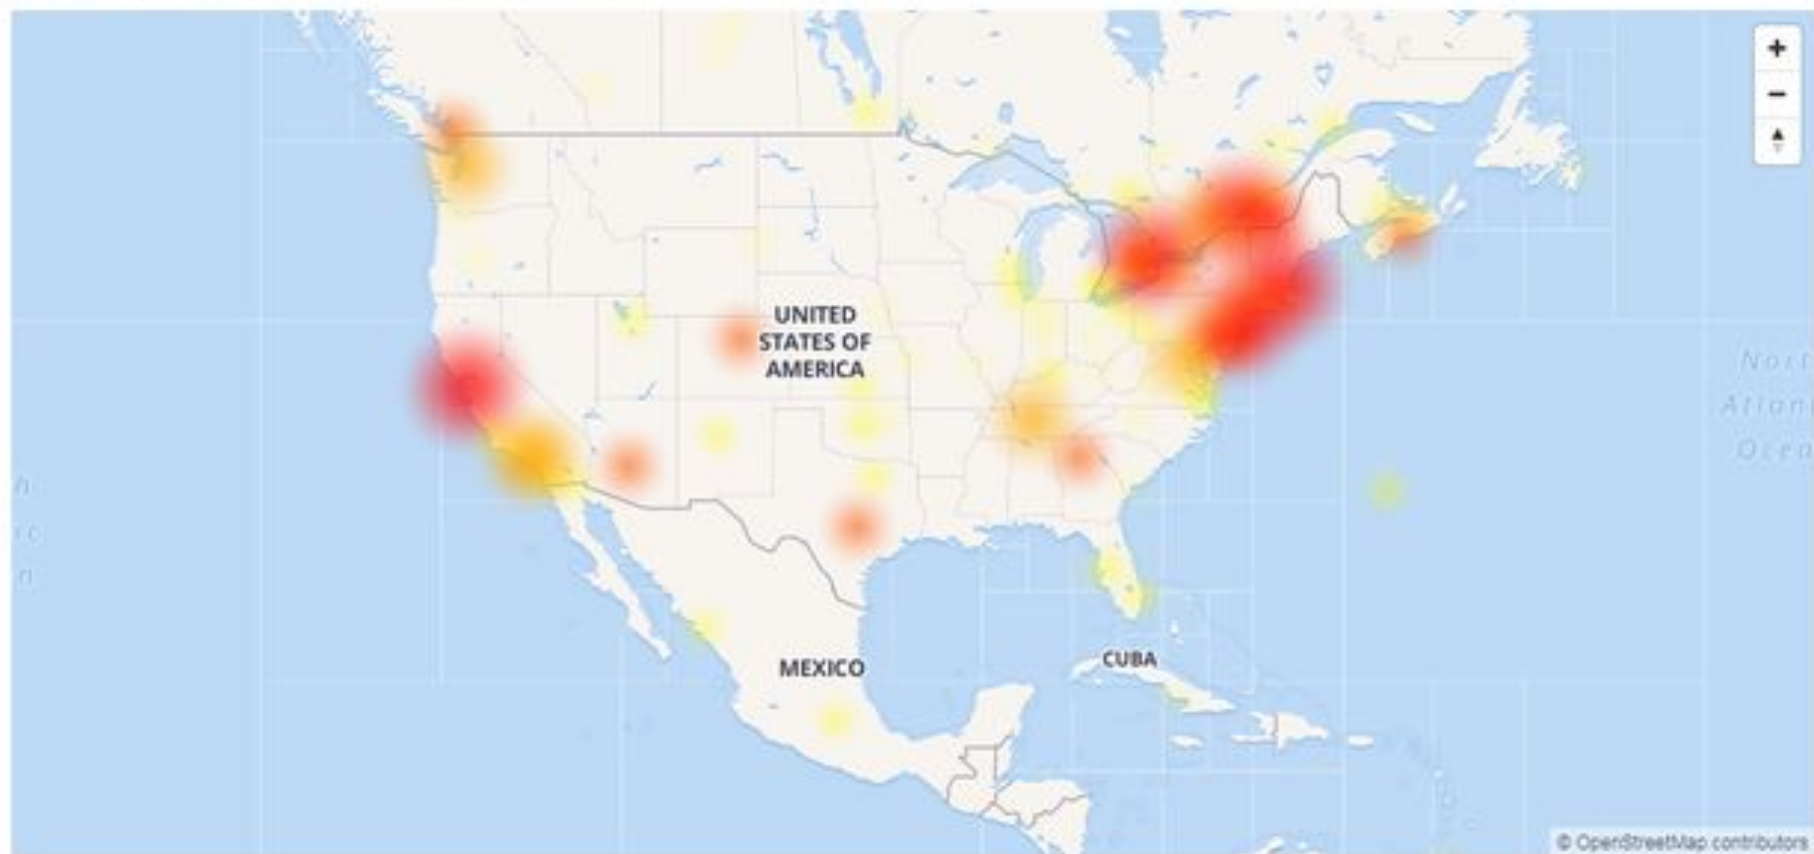 +
−
UNITED
STATES OF
AMERICA
MEXICO
CUBA
© OpenStreetMap contributors